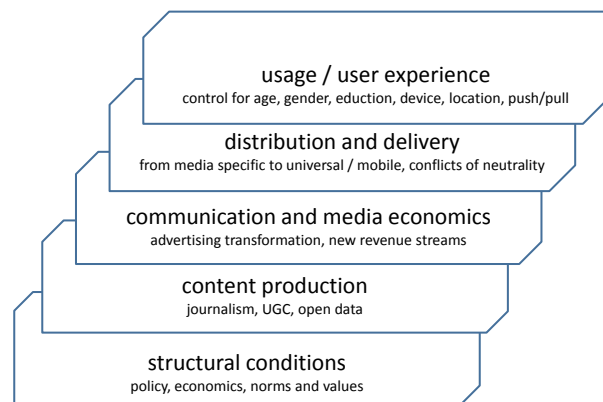 usage / user experience
control for age, gender, eduction, device, location, push/pull
distribution and delivery
from media specific to universal / mobile, conflicts of neutrality
communication and media economics
advertising transformation, new revenue streams
content production
journalism, UGC, open data
structural conditions
policy, economics, norms and values